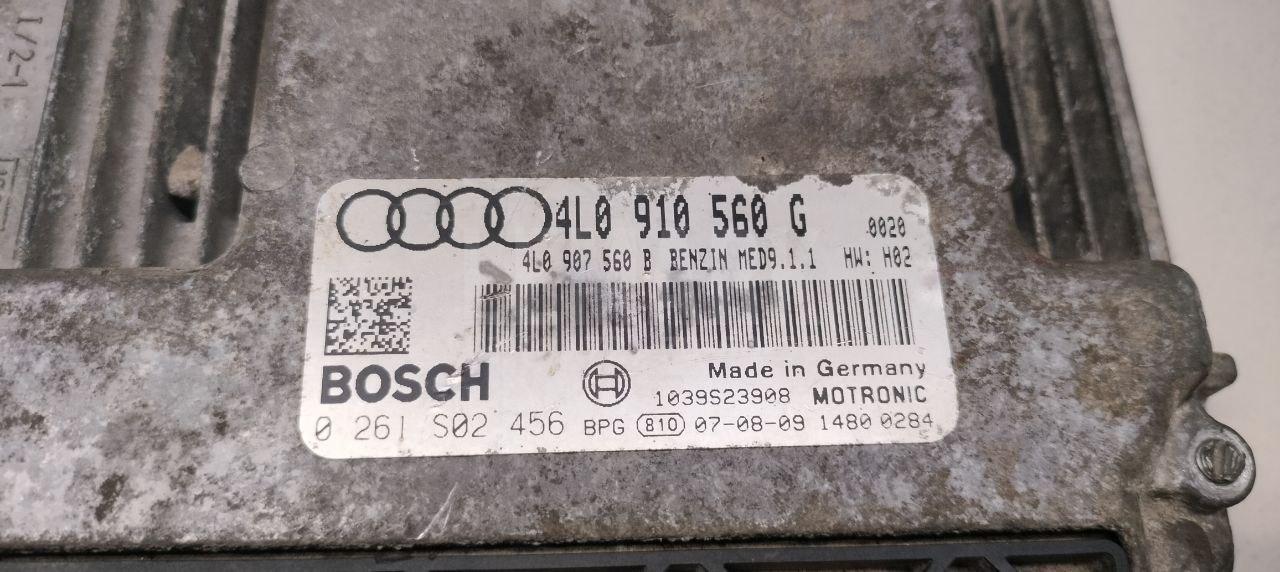 1/2-1
4L0 910 560 G 0020
4L0 907 560 B BENZIN MED9.1.1 HW: H02
BOSCH
Made in Germany
1039S23908 MOTRONIC
0 261 S02 456 BPG 810 07-08-09 1480 0284